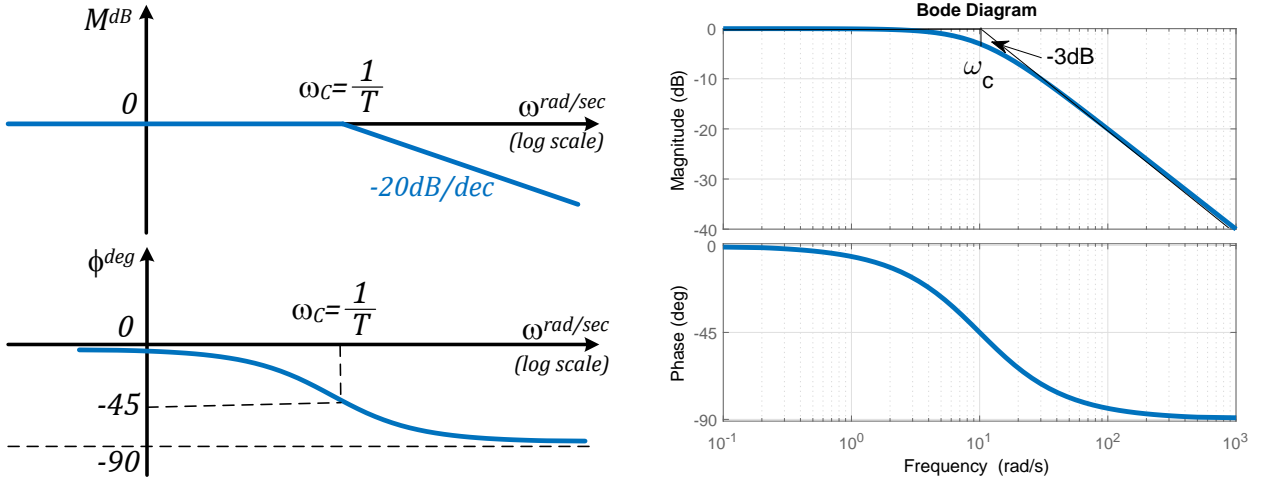 M^dB
0
ω_C = 1/T
ω^rad/sec
(log scale)
-20dB/dec
ϕ^deg
0
ω_C = 1/T
ω^rad/sec
(log scale)
-45
-90
Bode Diagram
Magnitude (dB)
0
-10
-20
-30
-40
-3dB
ω_c
Phase (deg)
0
-45
-90
10^-1
10^0
10^1
10^2
10^3
Frequency (rad/s)